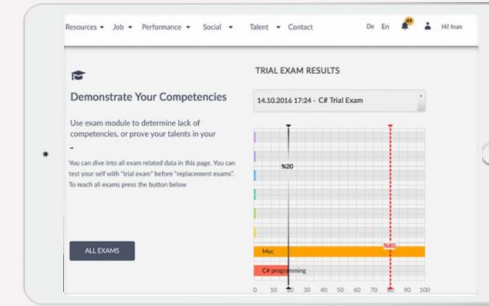 Resources Job Performance Social Talent Contact De En Hi! Inan
Demonstrate Your Competencies
Use exam module to determine lack of
competencies, or prove your talents in your
-
You can dive into all exam related data in this page. You can
test your self with "trial exam" before "replacement exams".
To reach all exams press the button below
ALL EXAMS
TRIAL EXAM RESULTS
14.10.2016 17:24 - C# Trial Exam
%20
%80
Mvc
C# programming
0 10 20 30 40 50 60 70 80 90 100